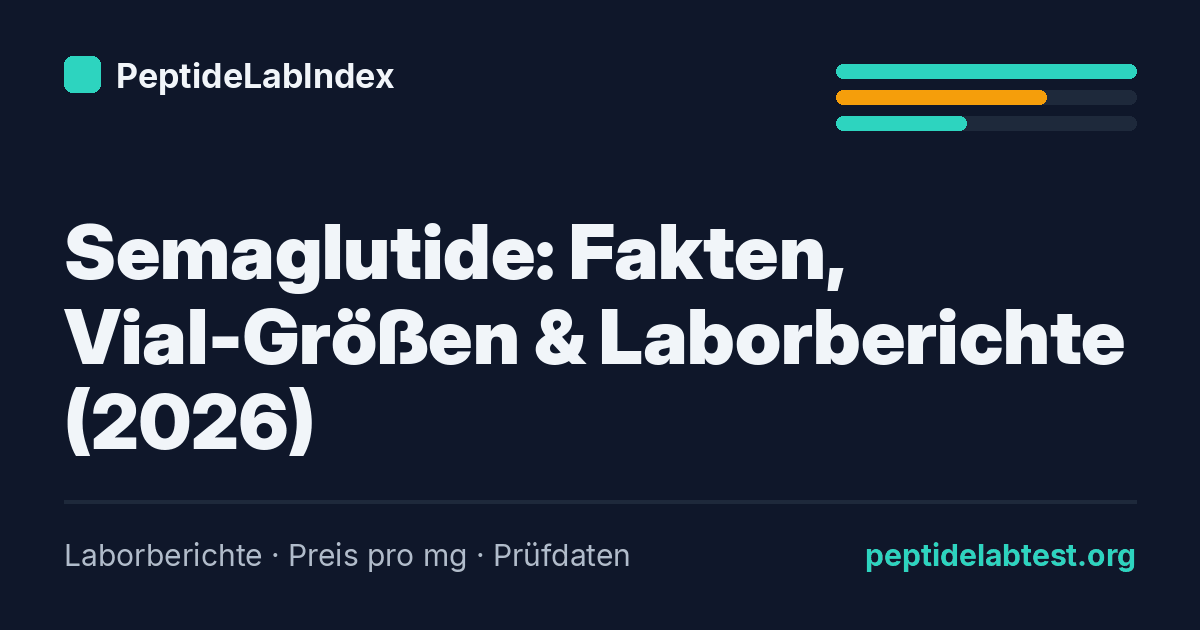 PeptideLabIndex
Semaglutide: Fakten,
Vial-Größen & Laborberichte
(2026)
Laborberichte · Preis pro mg · Prüfdaten
peptidelabtest.org